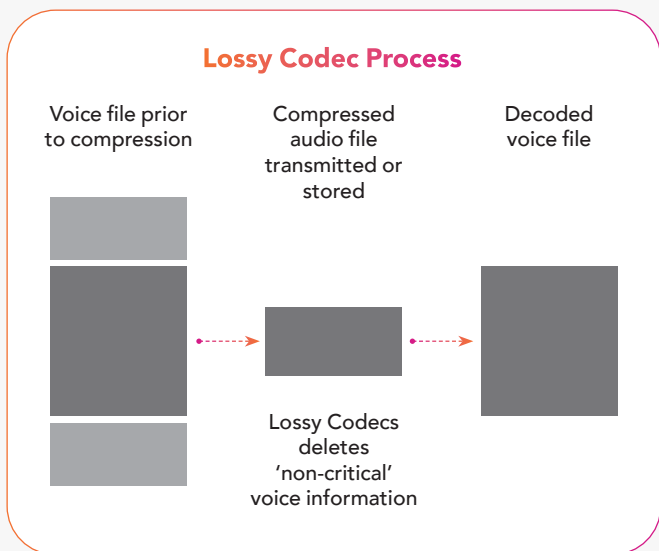 Lossy Codec Process
Voice file prior
to compression
Compressed
audio file
transmitted or
stored
Decoded
voice file
Lossy Codecs
deletes
‘non-critical’
voice information